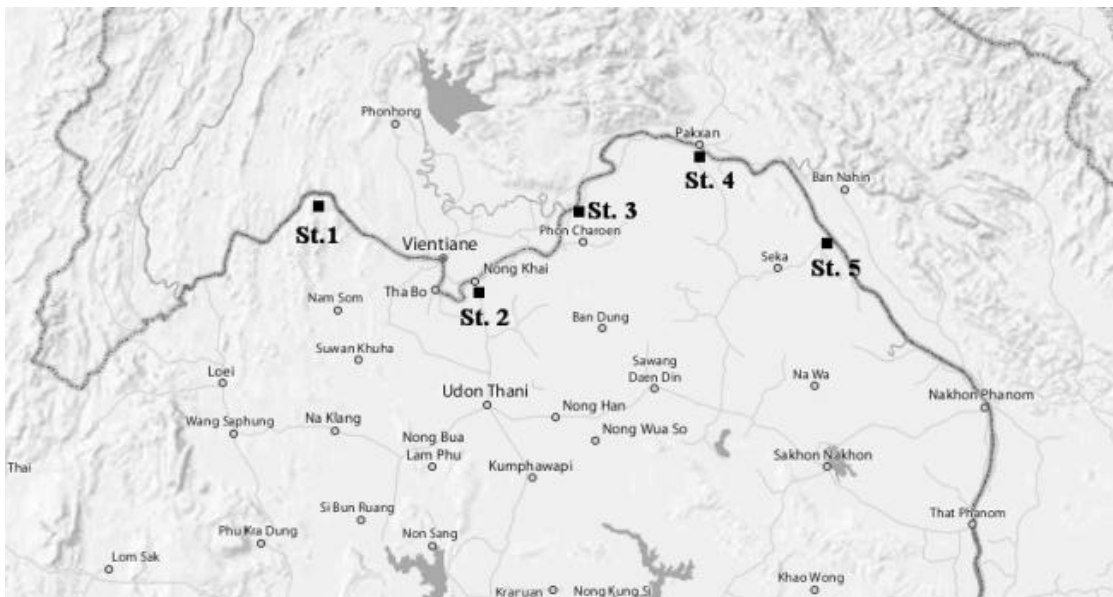 Phonhong
Pakxan
St. 4
Ban Nahin
St.1
St. 3
Phon Charoen
Vientiane
Nong Khai
Seka
St. 5
Tha Bo
St. 2
Nam Som
Ban Dung
Suwan Khuha
Sawang
Daen Din
Loei
Na Wa
Udon Thani
Nakhon Phanom
Nong Han
Wang Saphung
Na Klang
Nong Bua
Lam Phu
Nong Wua So
Thai
Kumphawapi
Sakhon Nakhon
Si Bun Ruang
Phu Kra Dung
Non Sang
That Phanom
Lom Sak
Kranuan
Nong Kung Si
Khao Wong